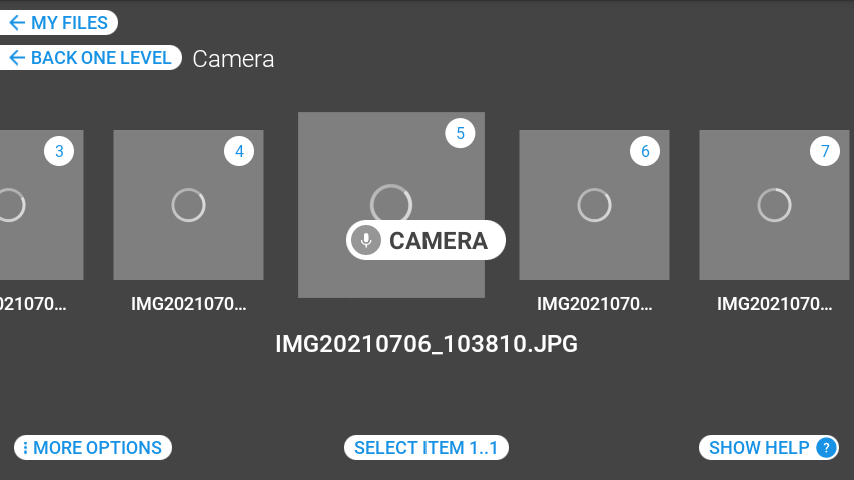 MY FILES
BACK ONE LEVEL
Camera
3
4
5
6
7
CAMERA
021070...
IMG2021070...
IMG2021070...
IMG2021070...
IMG20210706_103810.JPG
MORE OPTIONS
SELECT ITEM 1..1
SHOW HELP ?